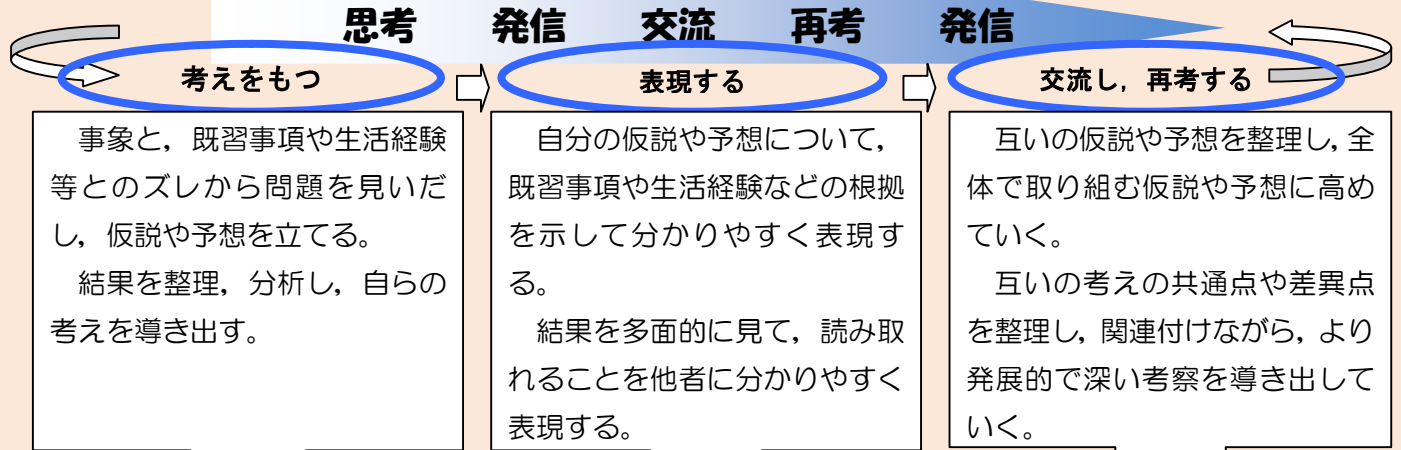 思考　発信　交流　再考　発信
考えをもつ
表現する
交流し，再考する
　事象と，既習事項や生活経験
等とのズレから問題を見いだ
し，仮説や予想を立てる。
　結果を整理，分析し，自らの
考えを導き出す。
　自分の仮説や予想について，
既習事項や生活経験などの根拠
を示して分かりやすく表現す
る。
　結果を多面的に見て，読み取
れることを他者に分かりやすく
表現する。
　互いの仮説や予想を整理し，全
体で取り組む仮説や予想に高め
ていく。
　互いの考えの共通点や差異点
を整理し，関連付けながら，より
発展的で深い考察を導き出して
いく。